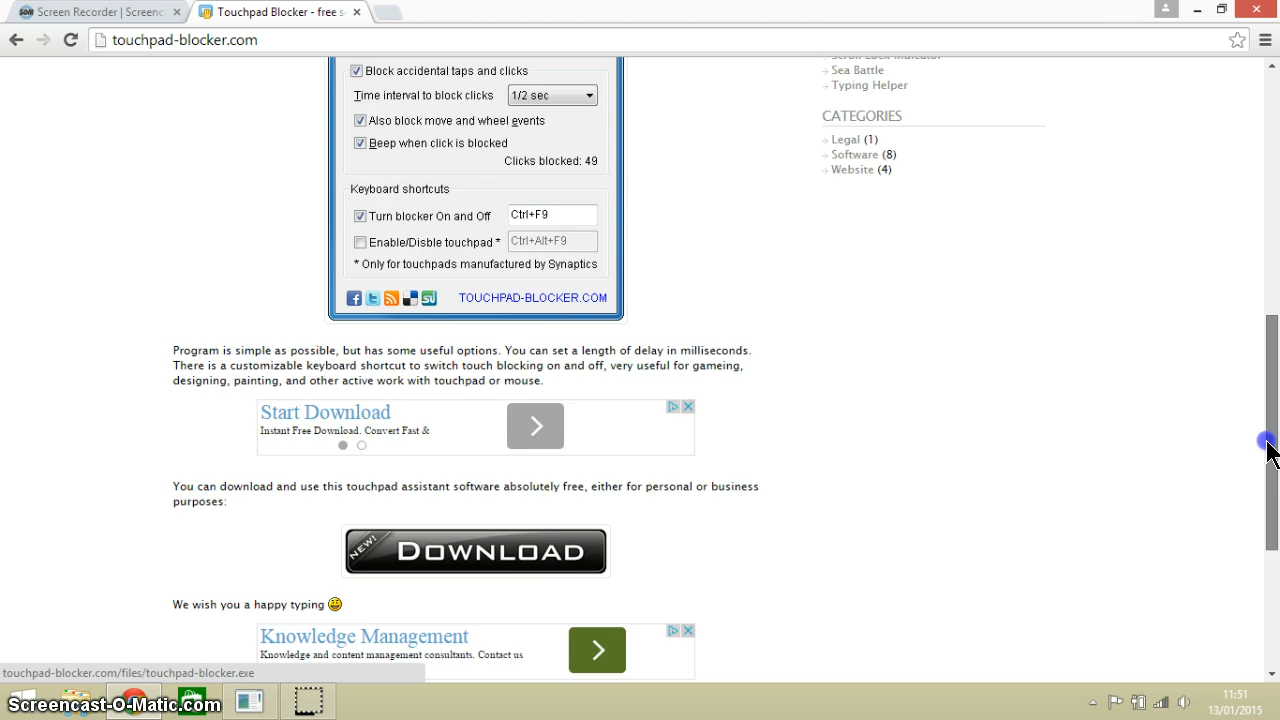 Screen Recorder | Screenc
Touchpad Blocker - free s
touchpad-blocker.com
Block accidental taps and clicks
Time interval to block clicks
1/2 sec
Also block move and wheel events
Beep when click is blocked
Clicks blocked: 49
Keyboard shortcuts
Turn blocker On and Off
Ctrl+F9
Enable/Disble touchpad *
Ctrl+Alt+F9
* Only for touchpads manufactured by Synaptics
TOUCHPAD-BLOCKER.COM
Scroll Lock Indicator
Sea Battle
Typing Helper
CATEGORIES
Legal (1)
Software (8)
Website (4)
Program is simple as possible, but has some useful options. You can set a length of delay in milliseconds.
There is a customizable keyboard shortcut to switch touch blocking on and off, very useful for gameing,
designing, painting, and other active work with touchpad or mouse.
Start Download
Instant Free Download. Convert Fast &
You can download and use this touchpad assistant software absolutely free, either for personal or business
purposes:
NEW!
DOWNLOAD
We wish you a happy typing
Knowledge Management
Knowledge and content management consultants. Contact us
touchpad-blocker.com/files/touchpad-blocker.exe
Screencast-O-Matic.com
11:51
13/01/2015